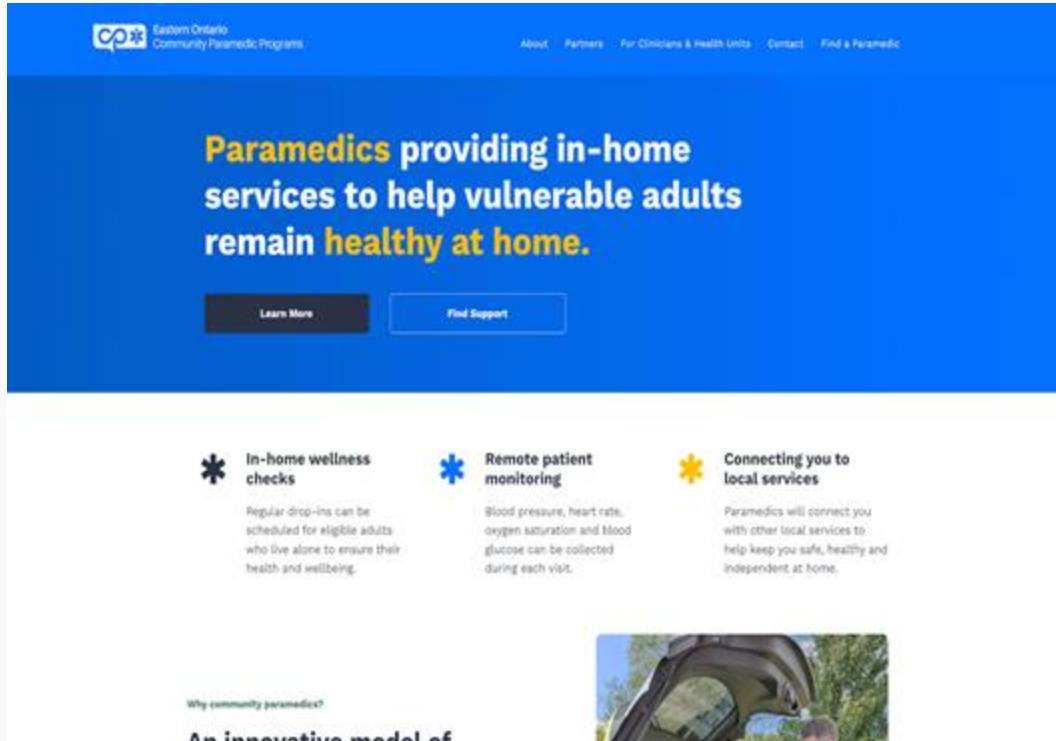 cp
Eastern Ontario
Community Paramedic Programs
About Partners For Clinicians & Health Units Contact Find a Paramedic
Paramedics providing in-home
services to help vulnerable adults
remain healthy at home.
Learn More Find Support
In-home wellness
checks
Regular drop-ins can be
scheduled for eligible adults
who live alone to ensure their
health and wellbeing.
Remote patient
monitoring
Blood pressure, heart rate,
oxygen saturation and blood
glucose can be collected
during each visit.
Connecting you to
local services
Paramedics will connect you
with other local services to
help keep you safe, healthy and
independent at home.
Why community paramedics?
An innovative model of